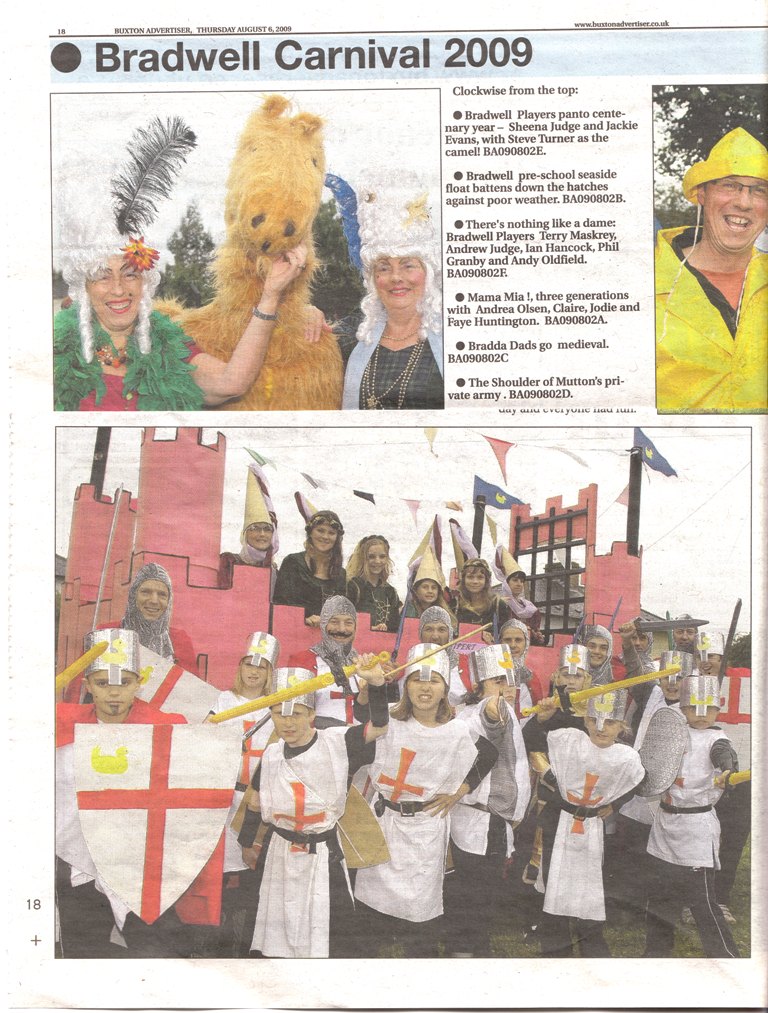 18
BUXTON ADVERTISER, THURSDAY AUGUST 6, 2009
www.buxtonadvertiser.co.uk
● Bradwell Carnival 2009
Clockwise from the top:
● Bradwell Players panto cente-
nary year – Sheena Judge and Jackie
Evans, with Steve Turner as the
camel! BA090802E.
● Bradwell pre-school seaside
float battens down the hatches
against poor weather. BA090802B.
● There's nothing like a dame:
Bradwell Players Terry Maskrey,
Andrew Judge, Ian Hancock, Phil
Granby and Andy Oldfield.
BA090802F.
● Mama Mia !, three generations
with Andrea Olsen, Claire, Jodie and
Faye Huntington. BA090802A.
● Bradda Dads go medieval.
BA090802C
● The Shoulder of Mutton's pri-
vate army . BA090802D.
day and everyone had fun.
18
+